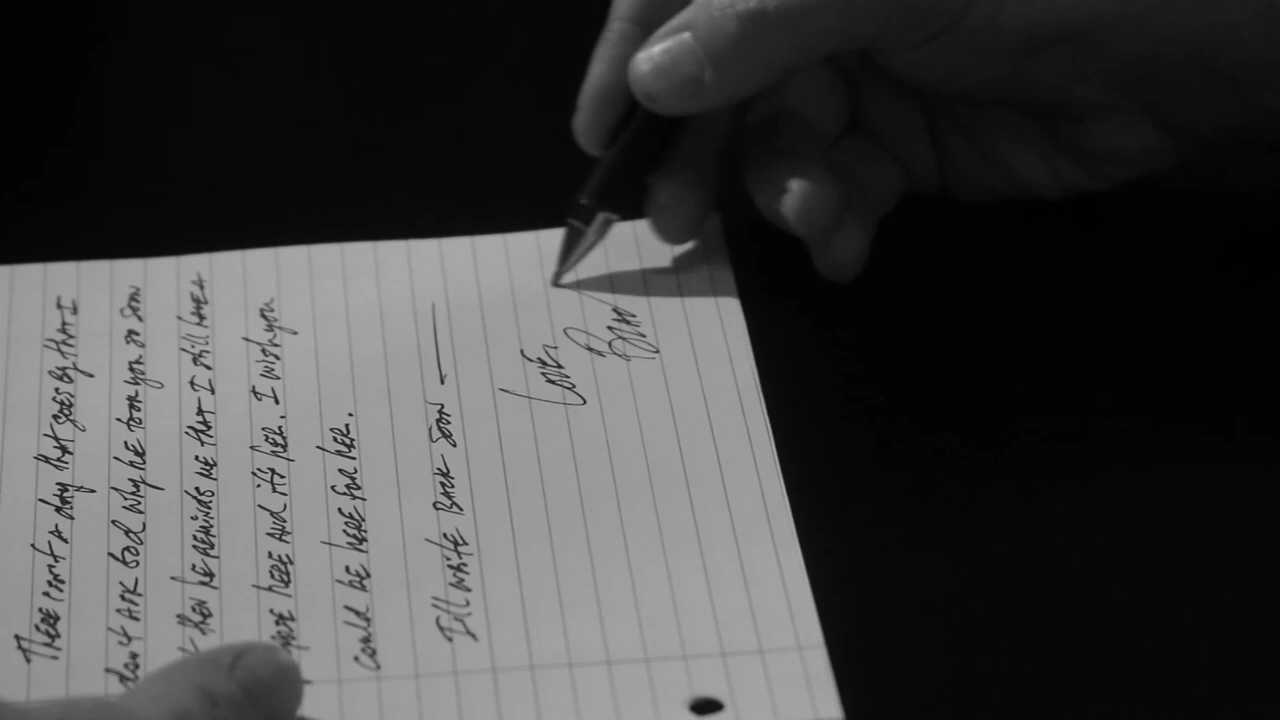 THERE isn't A day that goes by that I
don't ASK God why he took you so soon
then he REMINDS ME that I still HAVE A
here AND it's her. I wish you
could be here for her.
I'll write BACK soon —
LOVE,